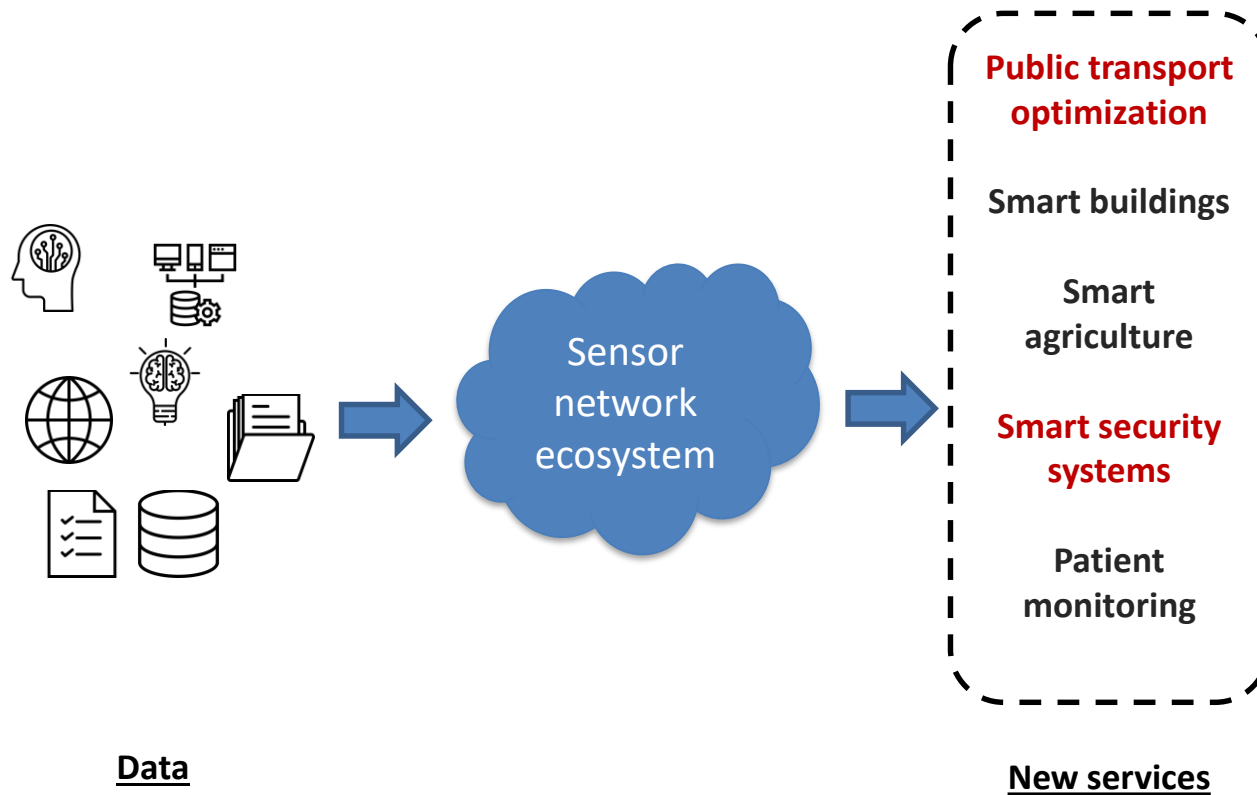 Public transport
optimization
Smart buildings
Smart
agriculture
Smart security
systems
Patient
monitoring
Sensor
network
ecosystem
Data
New services